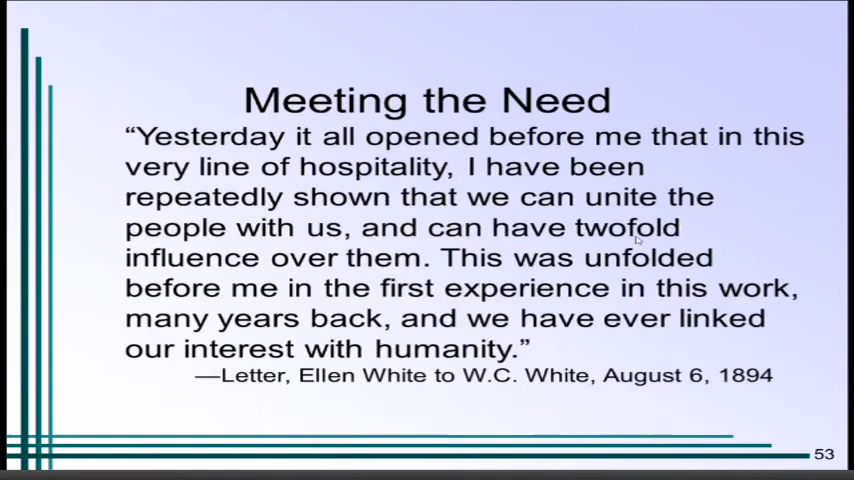 Meeting the Need
“Yesterday it all opened before me that in this
very line of hospitality, I have been
repeatedly shown that we can unite the
people with us, and can have twofold
influence over them. This was unfolded
before me in the first experience in this work,
many years back, and we have ever linked
our interest with humanity.”
—Letter, Ellen White to W.C. White, August 6, 1894
53